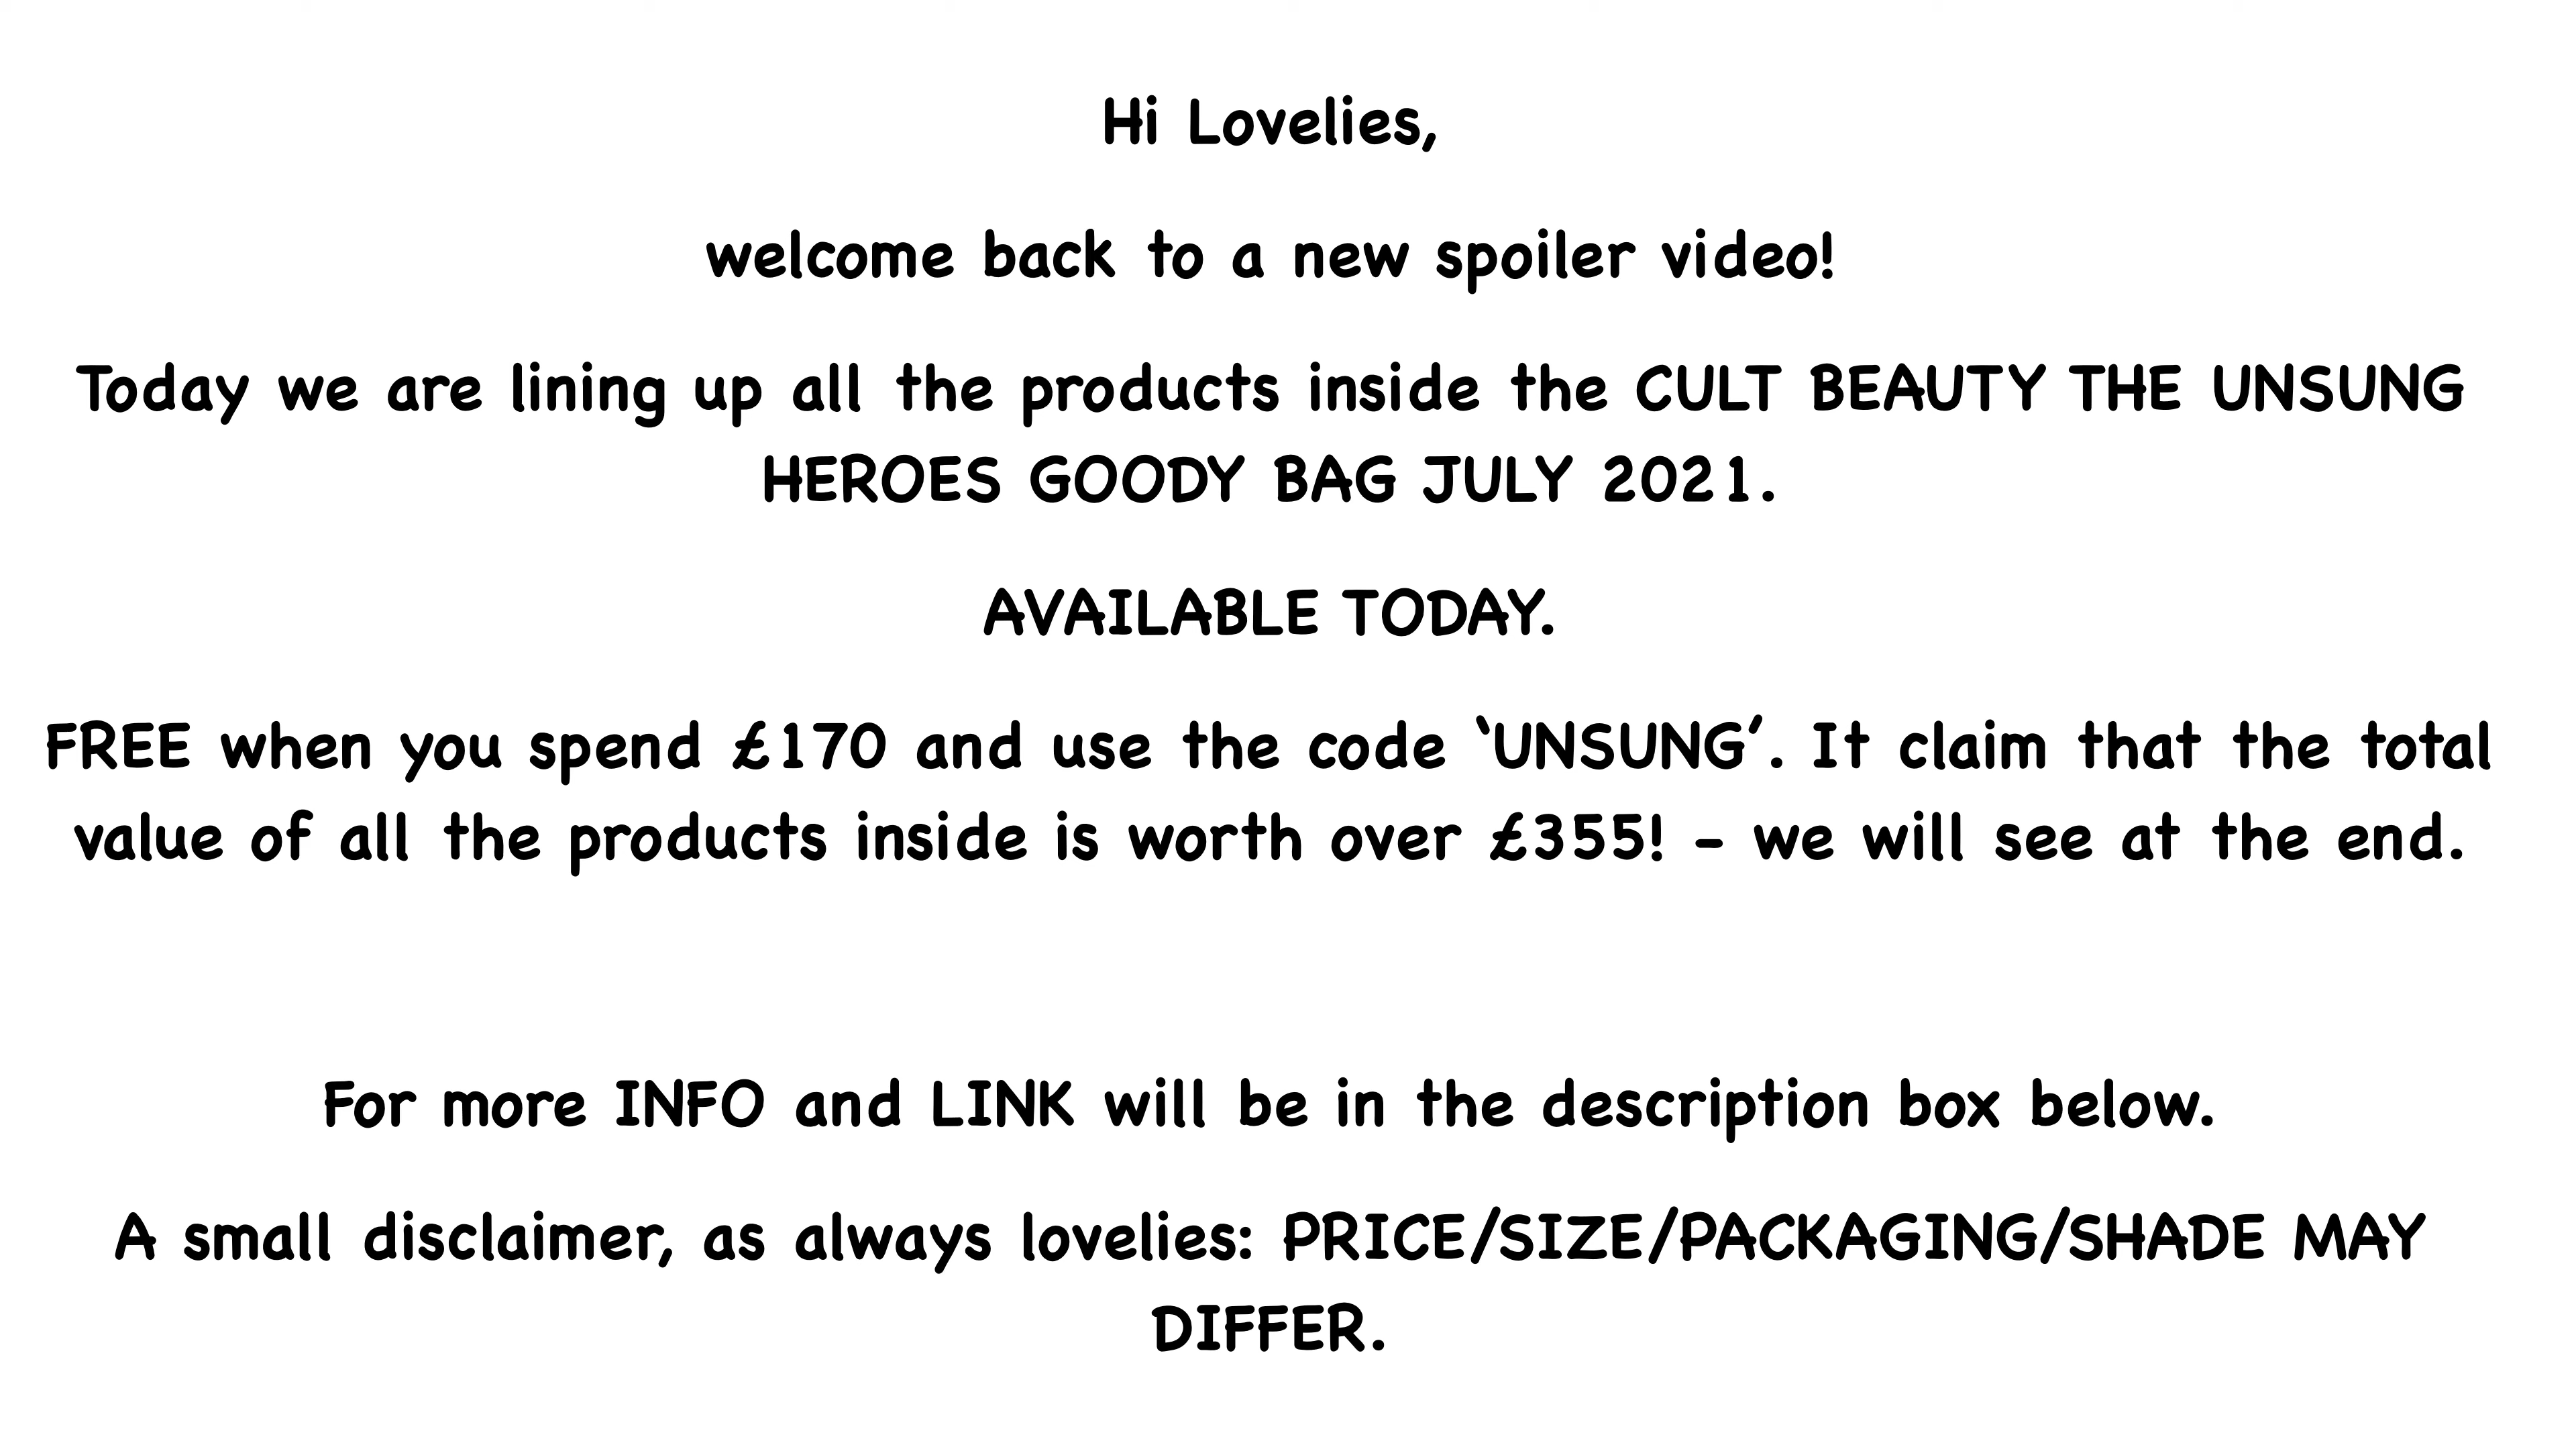 Hi Lovelies,
welcome back to a new spoiler video!
Today we are lining up all the products inside the CULT BEAUTY THE UNSUNG
HEROES GOODY BAG JULY 2021.
AVAILABLE TODAY.
FREE when you spend £170 and use the code ‘UNSUNG’. It claim that the total
value of all the products inside is worth over £355! - we will see at the end.
For more INFO and LINK will be in the description box below.
A small disclaimer, as always lovelies: PRICE/SIZE/PACKAGING/SHADE MAY
DIFFER.